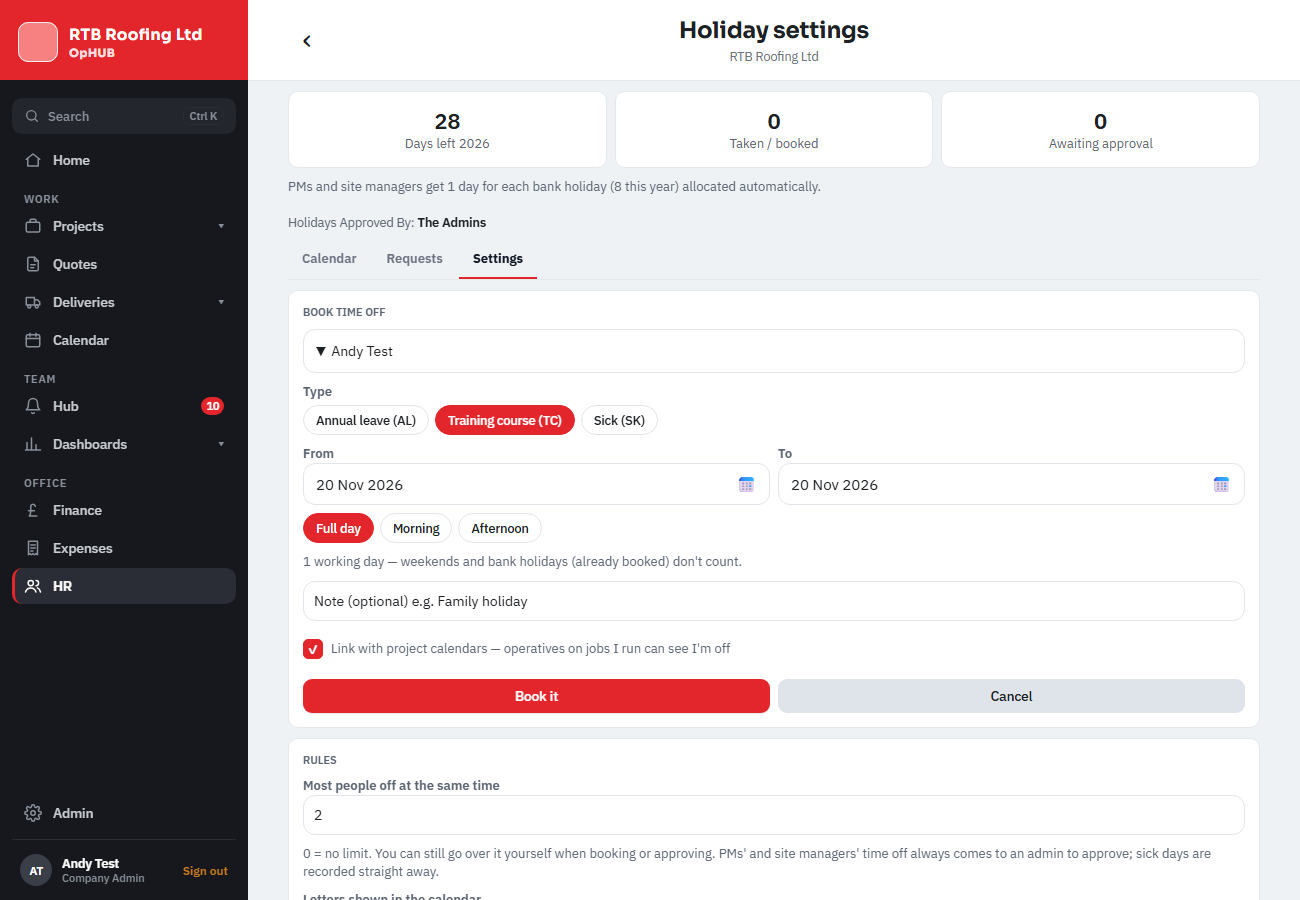 RTB Roofing Ltd
OpHUB
Search
Ctrl K
Home
WORK
Projects
Quotes
Deliveries
Calendar
TEAM
Hub
10
Dashboards
OFFICE
Finance
Expenses
HR
Admin
AT
Andy Test
Company Admin
Sign out
Holiday settings
RTB Roofing Ltd
28
Days left 2026
0
Taken / booked
0
Awaiting approval
PMs and site managers get 1 day for each bank holiday (8 this year) allocated automatically.
Holidays Approved By: The Admins
Calendar
Requests
Settings
BOOK TIME OFF
▼ Andy Test
Type
Annual leave (AL)
Training course (TC)
Sick (SK)
From
To
20 Nov 2026
20 Nov 2026
Full day
Morning
Afternoon
1 working day — weekends and bank holidays (already booked) don't count.
Note (optional) e.g. Family holiday
Link with project calendars — operatives on jobs I run can see I'm off
Book it
Cancel
RULES
Most people off at the same time
2
0 = no limit. You can still go over it yourself when booking or approving. PMs' and site managers' time off always comes to an admin to approve; sick days are
recorded straight away.
Letters shown in the calendar